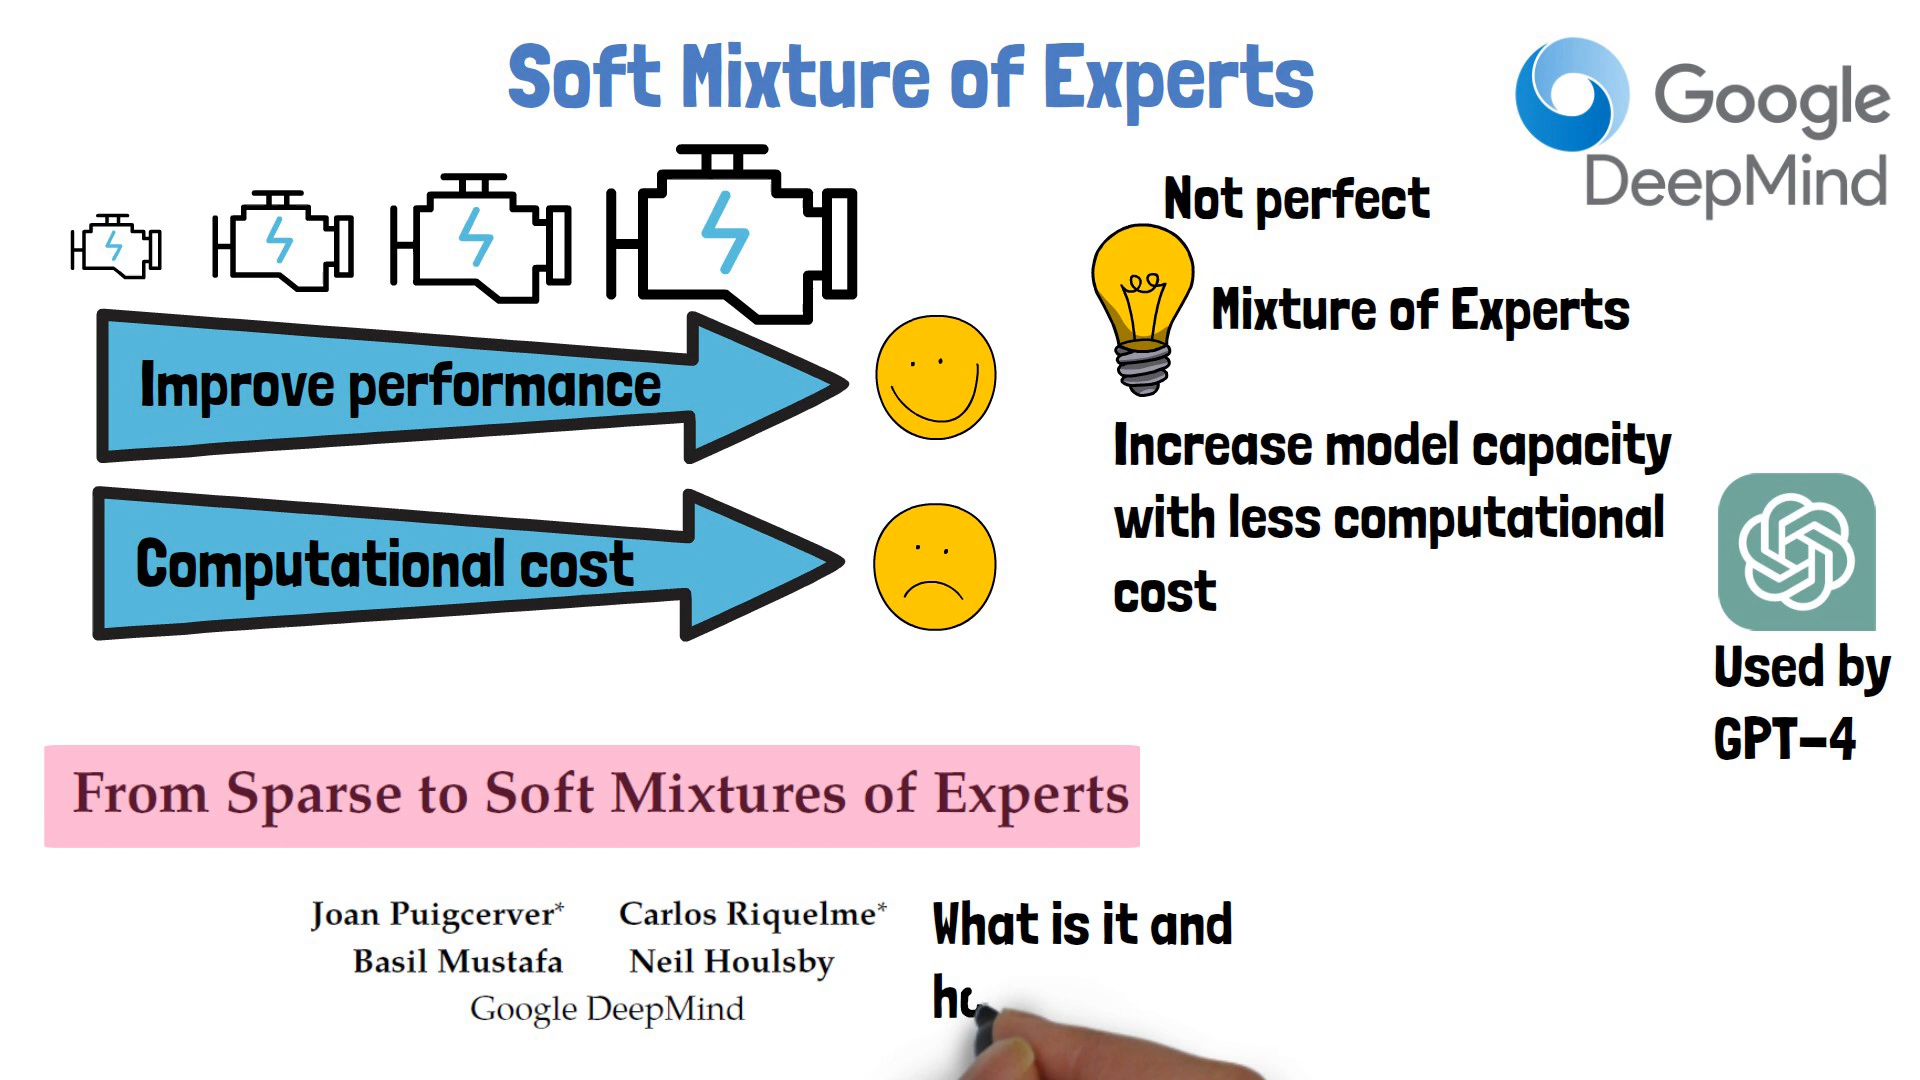 Soft Mixture of Experts
Google
DeepMind
Not perfect
Mixture of Experts
Improve performance
Increase model capacity
with less computational
cost
Computational cost
Used by
GPT-4
From Sparse to Soft Mixtures of Experts
Joan Puigcerver* Carlos Riquelme*
Basil Mustafa Neil Houlsby
Google DeepMind
What is it and